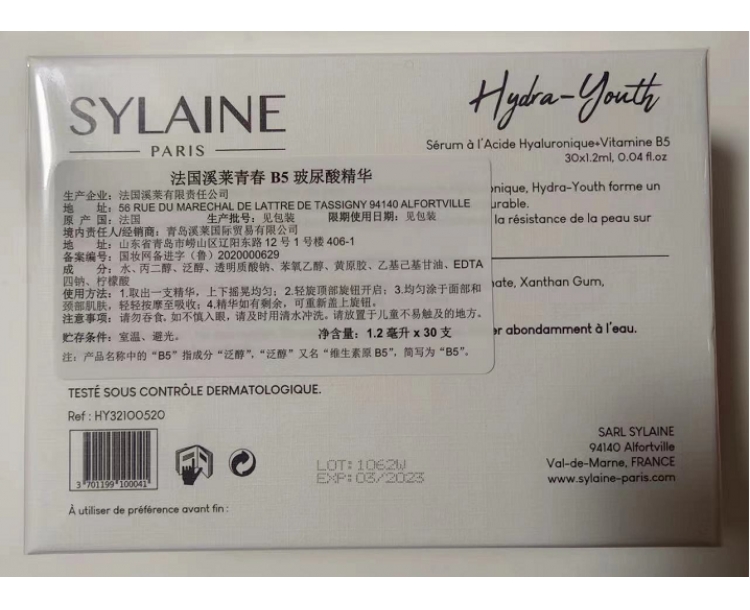 SYLAINE
PARIS
Hydra-Youth
Sérum à l'Acide Hyaluronique+Vitamine B5
30x1.2ml, 0.04 fl.oz
onique, Hydra-Youth forme un
urable.
la résistance de la peau sur
nate, Xanthan Gum,
er abondamment à l'eau.
法国溪莱青春 B5 玻尿酸精华
生产企业：法国溪莱有限责任公司
地 址：56 RUE DU MARECHAL DE LATTRE DE TASSIGNY 94140 ALFORTVILLE
原 产 国：法国 生产批号：见包装 限期使用日期：见包装
境内责任人/经销商：青岛溪莱国际贸易有限公司
地 址：山东省青岛市崂山区辽阳东路 12 号 1 号楼 406-1
备案编号：国妆网备进字（鲁）2020000629
成 分：水、丙二醇、泛醇、透明质酸钠、苯氧乙醇、黄原胶、乙基己基甘油、EDTA
四钠、柠檬酸
使用方法：1.取出一支精华，上下摇晃均匀；2.轻旋顶部旋钮开启；3.均匀涂于面部和
颈部肌肤，轻轻按摩至吸收；4.精华如有剩余，可重新盖上旋钮。
注意事项：请勿吞食，如不慎入眼，请及时用清水冲洗。请放置于儿童不易触及的地方。
贮存条件：室温、避光。 净含量：1.2 毫升 x 30 支
注：产品名称中的“B5”指成分“泛醇”，“泛醇”又名“维生素原 B5”，简写为“B5”。
TESTÉ SOUS CONTRÔLE DERMATOLOGIQUE.
Ref : HY32100520
3 701199 100041
LOT: 1062W
EXP: 03/2023
SARL SYLAINE
94140 Alfortville
Val-de-Marne, FRANCE
www.sylaine-paris.com
À utiliser de préférence avant fin :